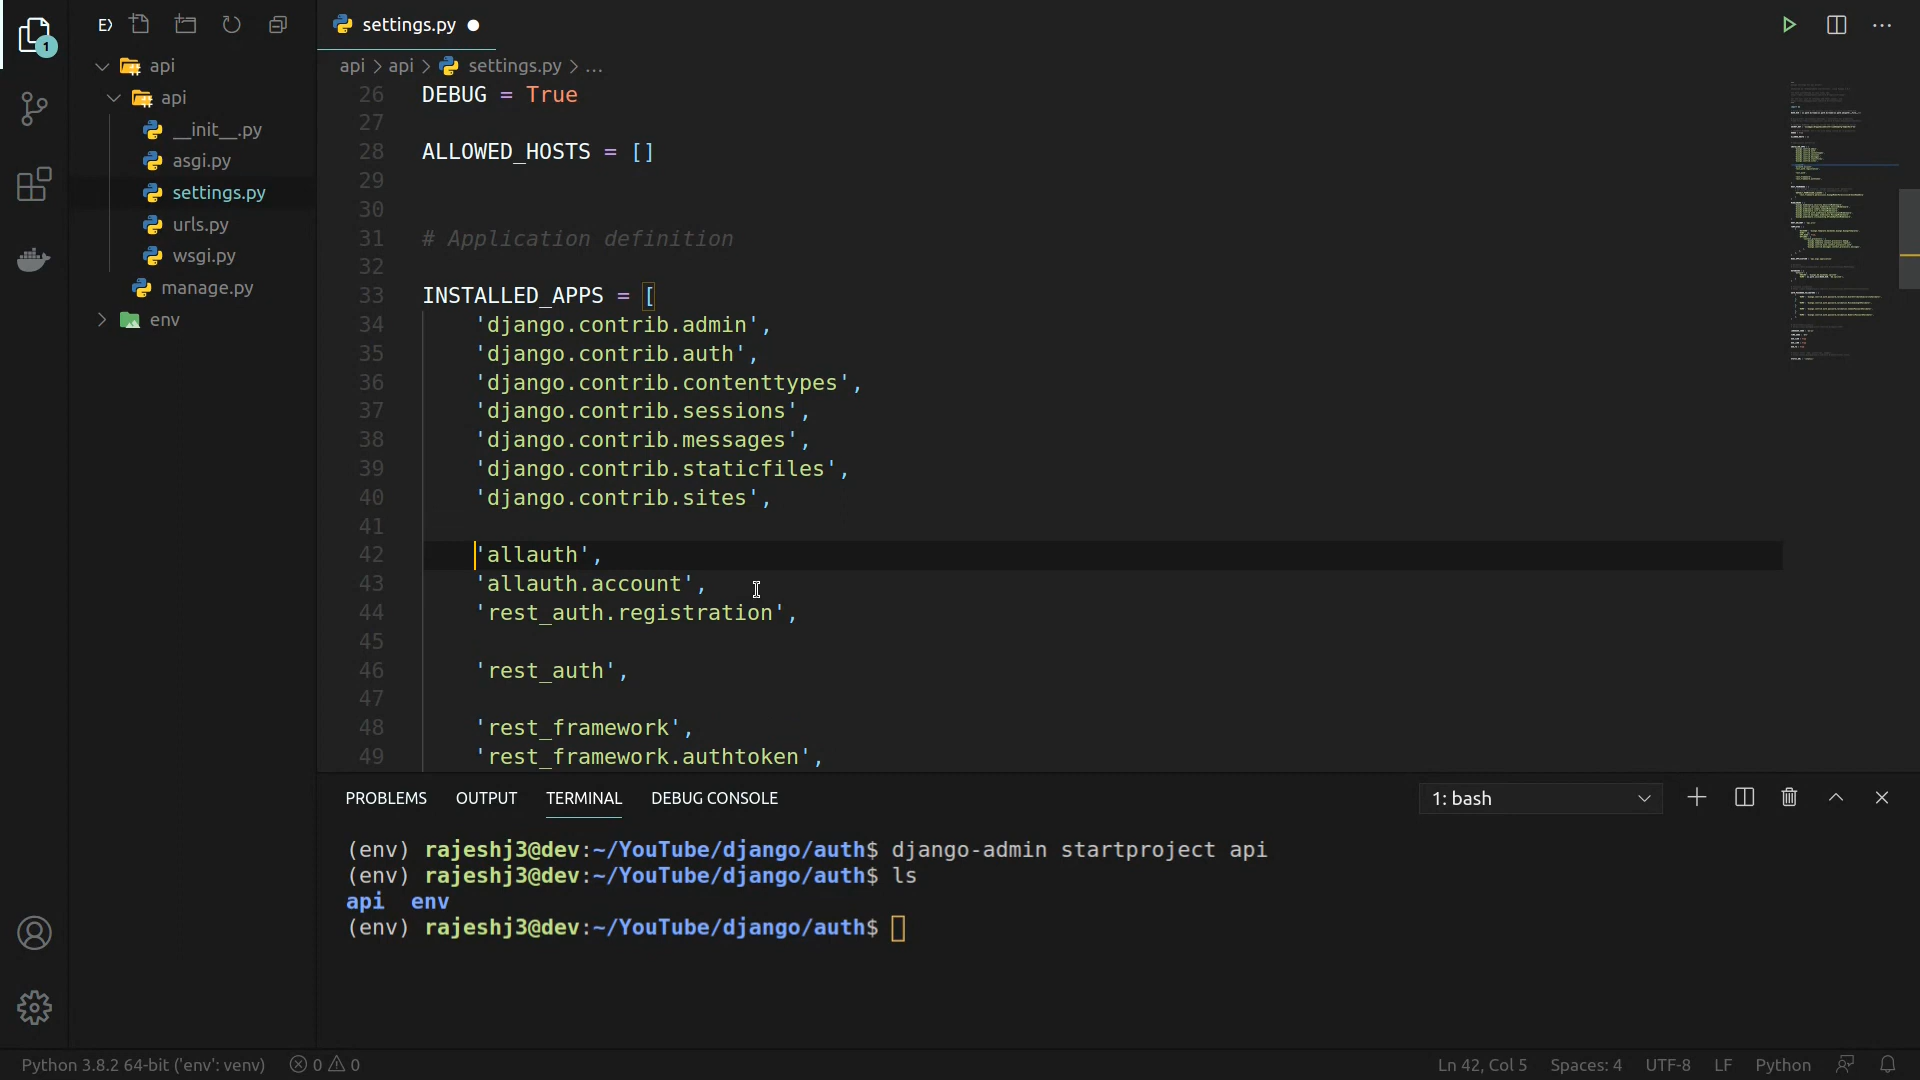 EX
settings.py
api
api > api > settings.py > ...
26 DEBUG = True
api
27
__init__.py
28 ALLOWED_HOSTS = []
asgi.py
29
settings.py
30
urls.py
31 # Application definition
wsgi.py
32
manage.py
33 INSTALLED_APPS = [
env
34 'django.contrib.admin',
35 'django.contrib.auth',
36 'django.contrib.contenttypes',
37 'django.contrib.sessions',
38 'django.contrib.messages',
39 'django.contrib.staticfiles',
40 'django.contrib.sites',
41
42 'allauth',
43 'allauth.account',
44 'rest_auth.registration',
45
46 'rest_auth',
47
48 'rest_framework',
49 'rest_framework.authtoken',
PROBLEMS OUTPUT TERMINAL DEBUG CONSOLE 1: bash
(env) rajeshj3@dev:~/YouTube/django/auth$ django-admin startproject api
(env) rajeshj3@dev:~/YouTube/django/auth$ ls
api env
(env) rajeshj3@dev:~/YouTube/django/auth$
Python 3.8.2 64-bit ('env': venv) 0 0 Ln 42, Col 5 Spaces: 4 UTF-8 LF Python
1